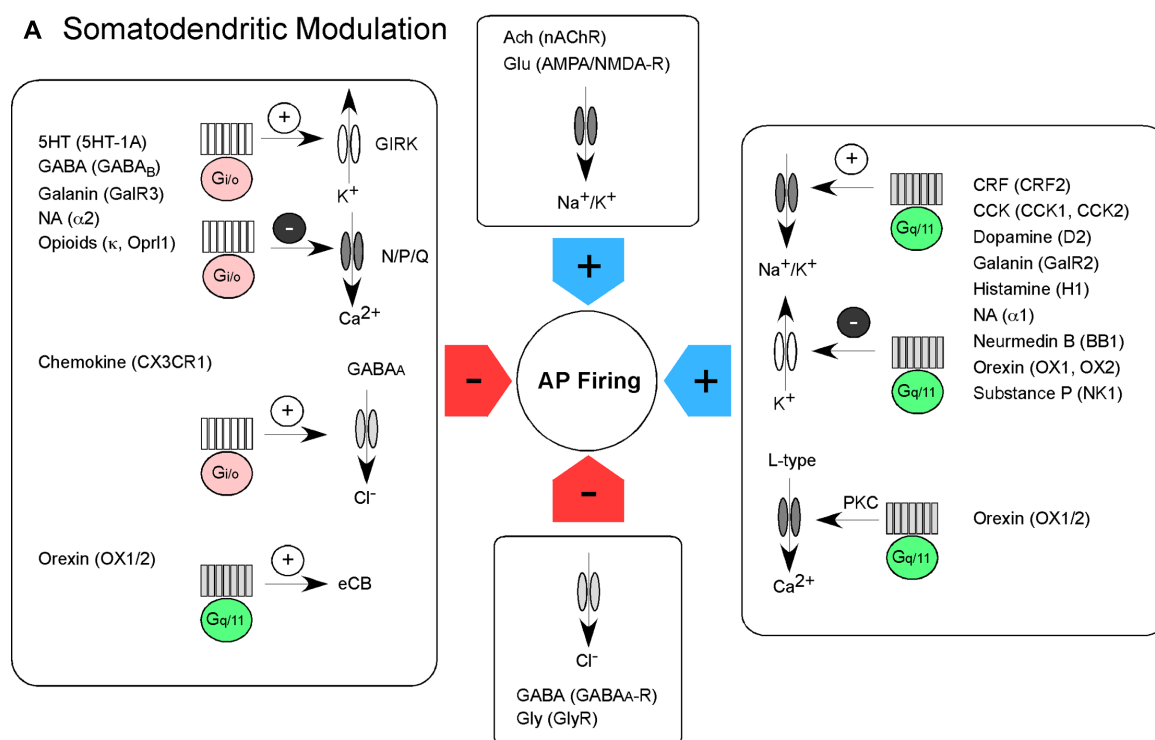 A Somatodendritic Modulation
Ach (nAChR)
Glu (AMPA/NMDA-R)
Na⁺/K⁺
+
5HT (5HT-1A)
GABA (GABA_B)
Galanin (GalR3)
NA (α2)
Opioids (κ, Oprl1)
Gi/o
+
GIRK
K⁺
Gi/o
-
N/P/Q
Ca²⁺
Chemokine (CX3CR1)
GABAA
Gi/o
+
Cl⁻
Orexin (OX1/2)
Gq/11
+
eCB
-
AP Firing
+
-
Cl⁻
GABA (GABAA-R)
Gly (GlyR)
+
Na⁺/K⁺
Gq/11
-
K⁺
Gq/11
CRF (CRF2)
CCK (CCK1, CCK2)
Dopamine (D2)
Galanin (GalR2)
Histamine (H1)
NA (α1)
Neurmedin B (BB1)
Orexin (OX1, OX2)
Substance P (NK1)
L-type
PKC
Ca²⁺
Gq/11
Orexin (OX1/2)